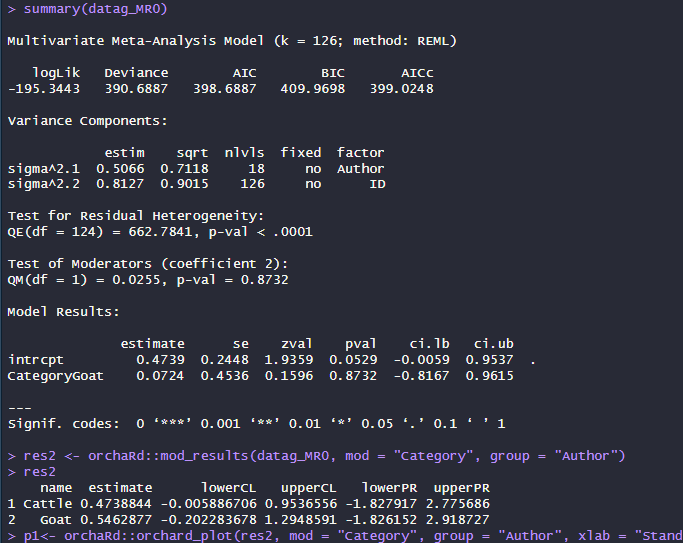 > summary(datag_MRO)
Multivariate Meta-Analysis Model (k = 126; method: REML)
logLik Deviance AIC BIC AICc
-195.3443 390.6887 398.6887 409.9698 399.0248
Variance Components:
estim sqrt nlvls fixed factor
sigma^2.1 0.5066 0.7118 18 no Author
sigma^2.2 0.8127 0.9015 126 no ID
Test for Residual Heterogeneity:
QE(df = 124) = 662.7841, p-val < .0001
Test of Moderators (coefficient 2):
QM(df = 1) = 0.0255, p-val = 0.8732
Model Results:
estimate se zval pval ci.lb ci.ub
intrcpt 0.4739 0.2448 1.9359 0.0529 -0.0059 0.9537 .
CategoryGoat 0.0724 0.4536 0.1596 0.8732 -0.8167 0.9615
---
Signif. codes: 0 ‘***’ 0.001 ‘**’ 0.01 ‘*’ 0.05 ‘.’ 0.1 ‘ ’ 1
> res2 <- orchaRd::mod_results(datag_MRO, mod = "Category", group = "Author")
> res2
name estimate lowerCL upperCL lowerPR upperPR
1 Cattle 0.4738844 -0.005886706 0.9536556 -1.827917 2.775686
2 Goat 0.5462877 -0.202283678 1.2948591 -1.826152 2.918727
> p1<- orchaRd::orchard_plot(res2, mod = "Category", group = "Author", xlab = "Stand